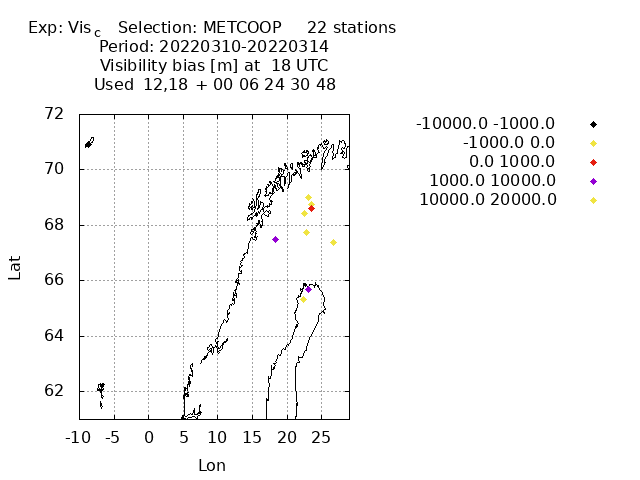 Exp: Vis c   Selection: METCOOP     22 stations
Period: 20220310-20220314
Visibility bias [m] at  18 UTC
Used 12,18 + 00 06 24 30 48
-10000.0 -1000.0
-1000.0 0.0
0.0 1000.0
1000.0 10000.0
10000.0 20000.0
72
70
68
66
64
62
Lat
-10 -5 0 5 10 15 20 25
Lon